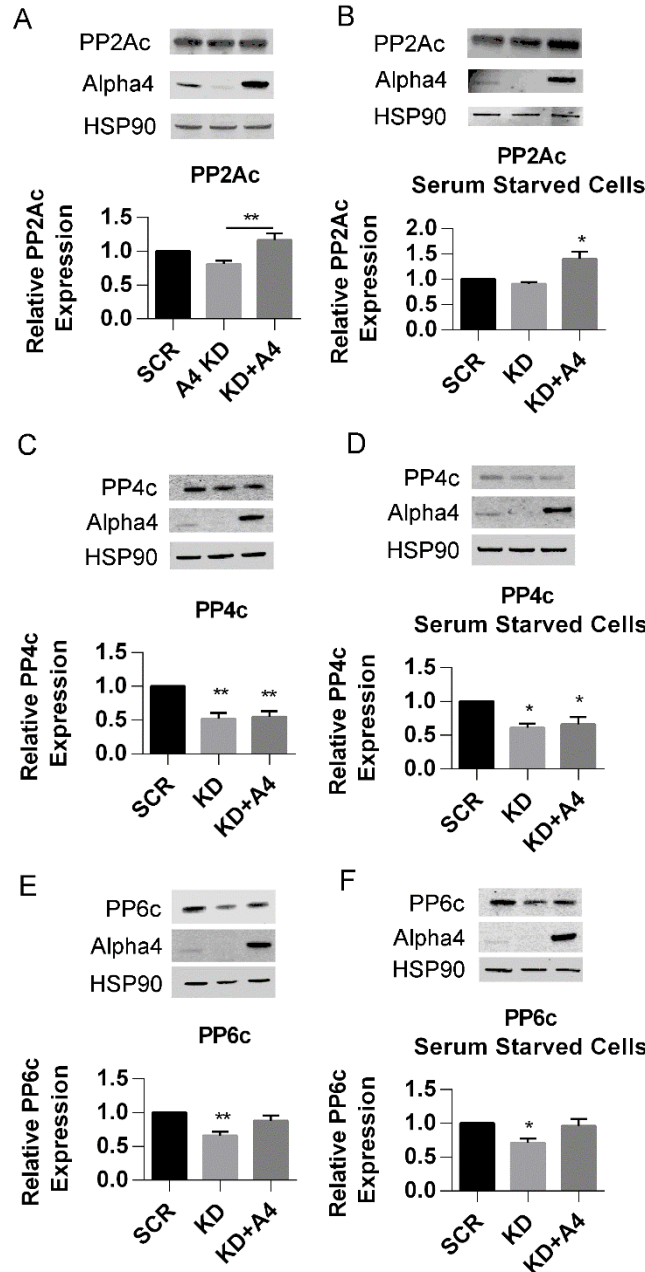 A
PP2Ac
Alpha4
HSP90
PP2Ac
Relative PP2Ac
Expression
1.5
1.0
0.5
0.0
**
SCR
A4 KD
KD+A4
B
PP2Ac
Alpha4
HSP90
PP2Ac
Serum Starved Cells
Relative PP2Ac
Expression
2.0
1.5
1.0
0.5
0.0
*
SCR
KD
KD+A4
C
PP4c
Alpha4
HSP90
PP4c
Relative PP4c
Expression
1.5
1.0
0.5
0.0
**
**
SCR
KD
KD+A4
D
PP4c
Alpha4
HSP90
PP4c
Serum Starved Cells
Relative PP4c
Expression
1.5
1.0
0.5
0.0
*
*
SCR
KD
KD+A4
E
PP6c
Alpha4
HSP90
PP6c
Relative PP6c
Expression
1.5
1.0
0.5
0.0
**
SCR
KD
KD+A4
F
PP6c
Alpha4
HSP90
PP6c
Serum Starved Cells
Relative PP6c
Expression
1.5
1.0
0.5
0.0
*
SCR
KD
KD+A4